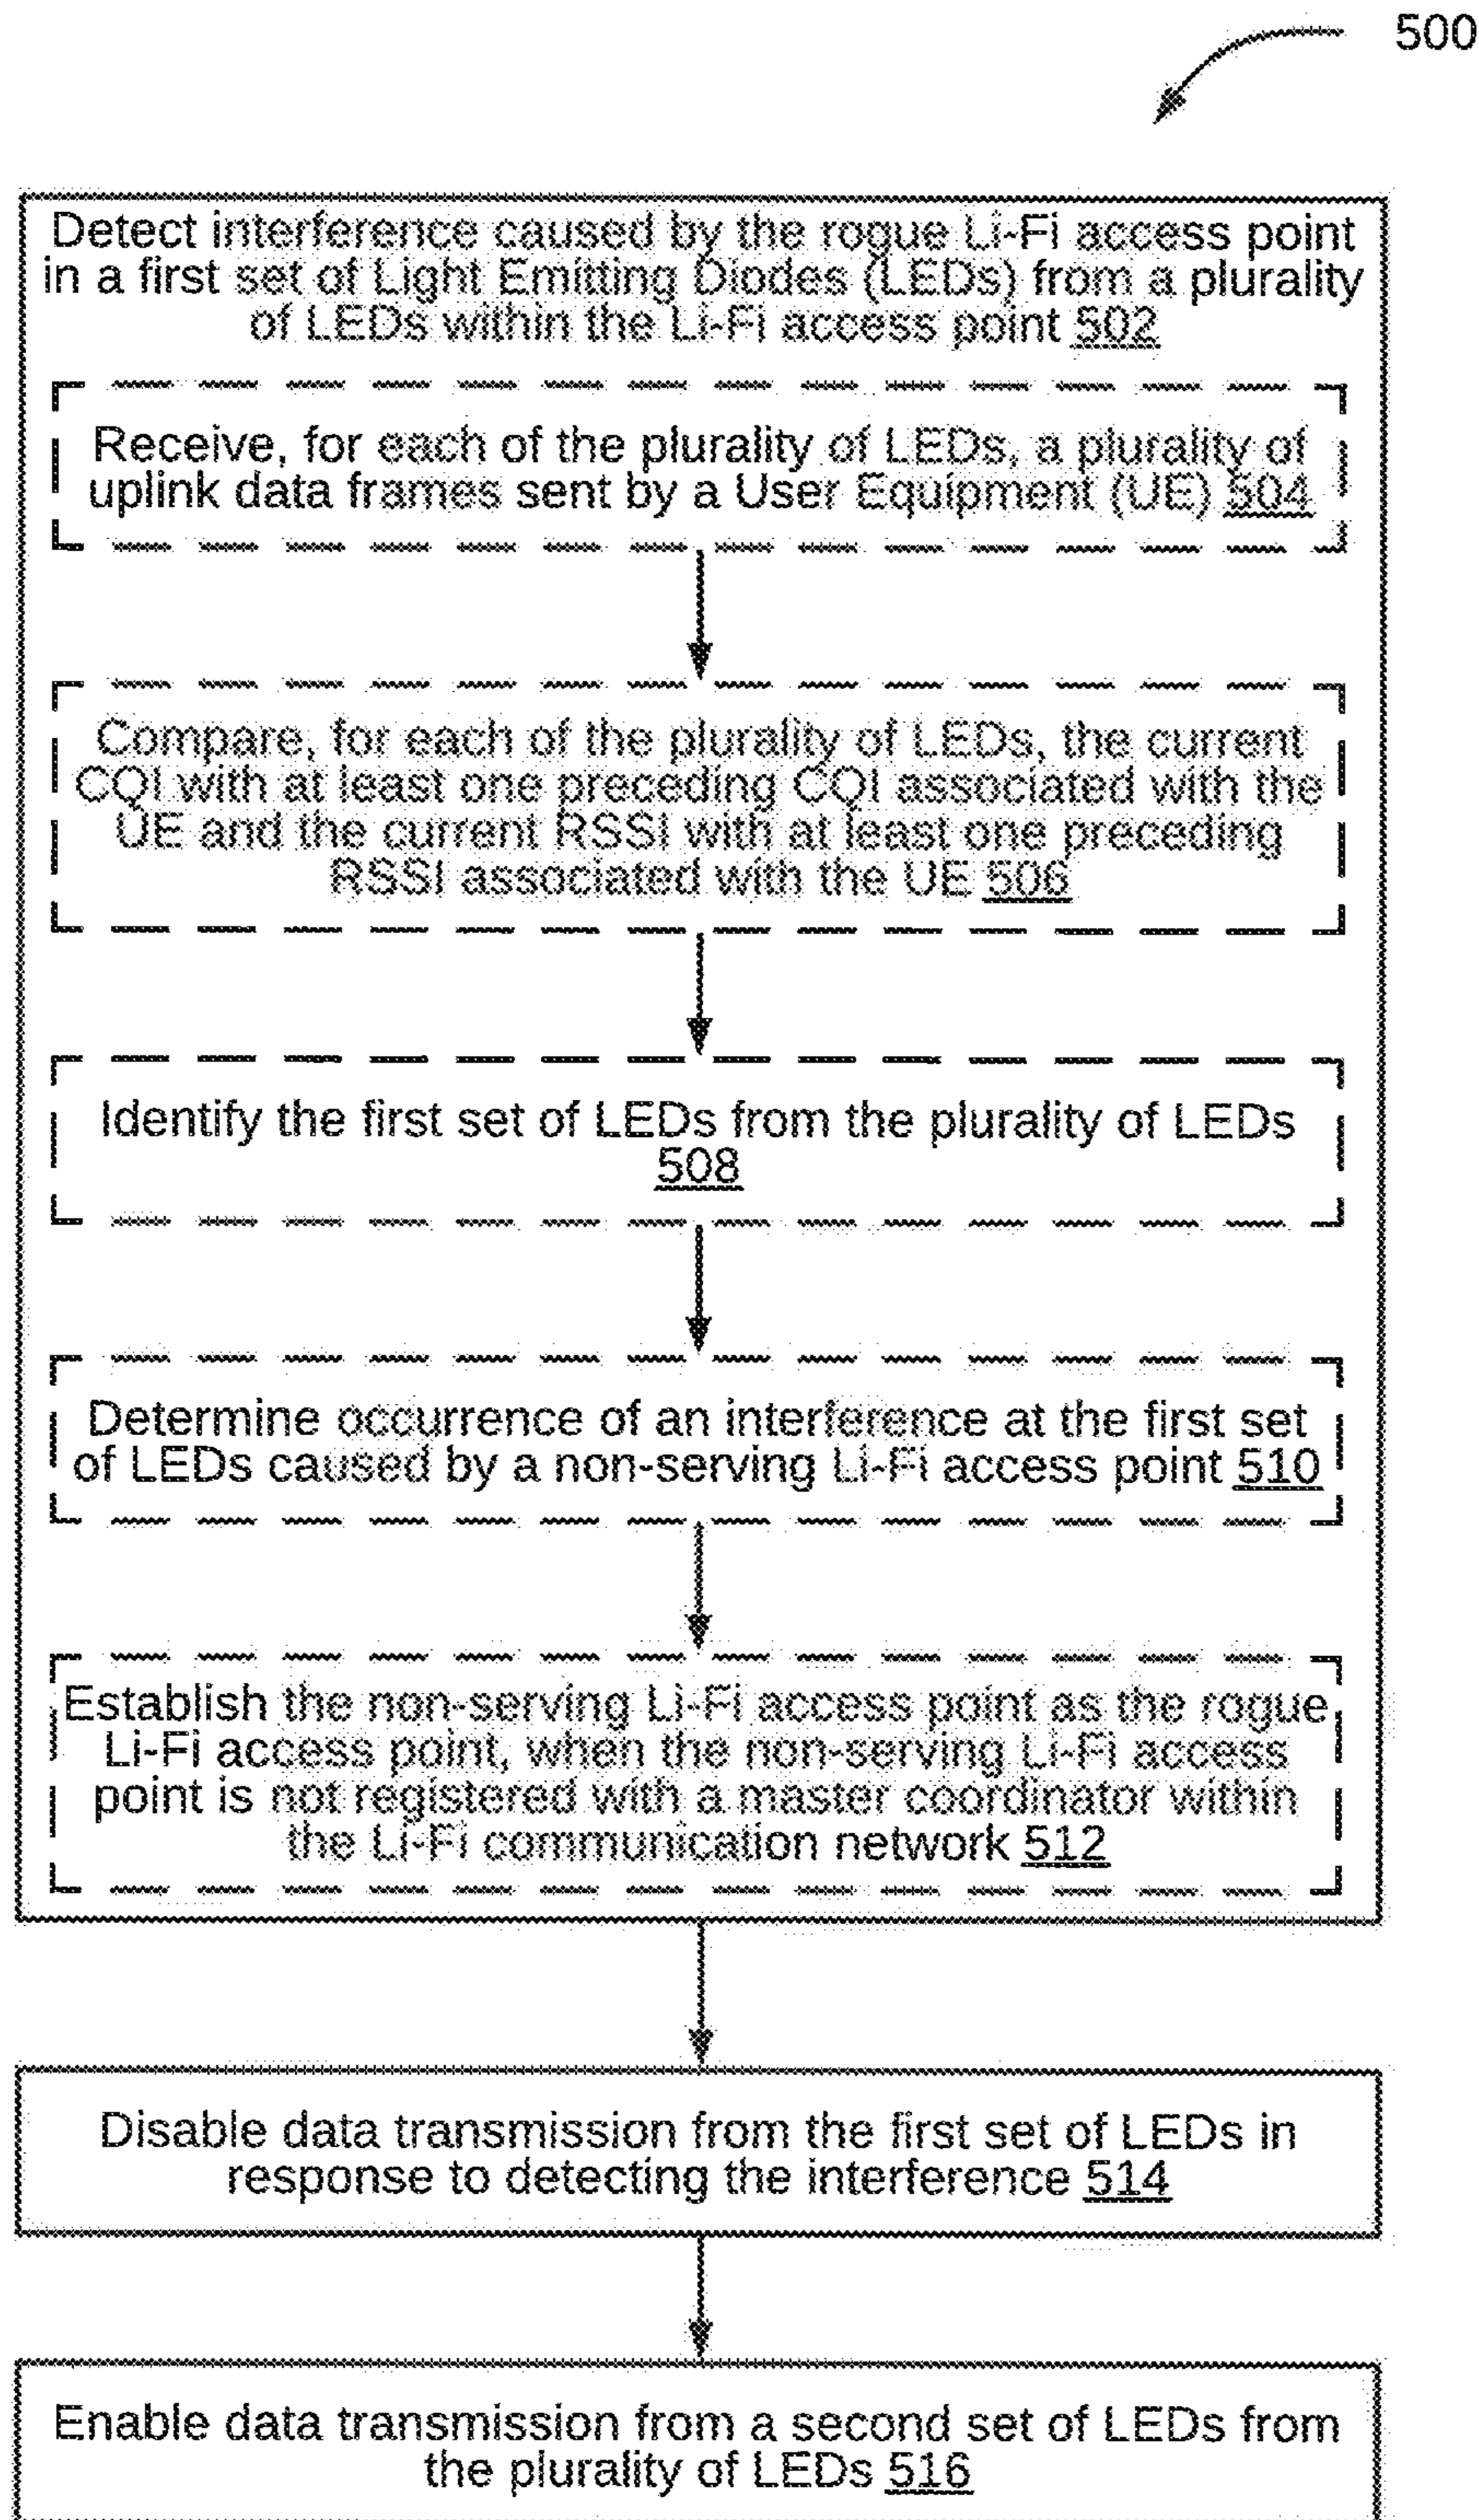 500
Detect interference caused by the rogue Li-Fi access point
in a first set of Light Emitting Diodes (LEDs) from a plurality
of LEDs within the Li-Fi access point 502
Receive, for each of the plurality of LEDs, a plurality of
uplink data frames sent by a User Equipment (UE) 504
Compare, for each of the plurality of LEDs, the current
CQI with at least one preceding CQI associated with the
UE and the current RSSI with at least one preceding
RSSI associated with the UE 506
Identify the first set of LEDs from the plurality of LEDs
508
Determine occurrence of an interference at the first set
of LEDs caused by a non-serving Li-Fi access point 510
Establish the non-serving Li-Fi access point as the rogue
Li-Fi access point, when the non-serving Li-Fi access
point is not registered with a master coordinator within
the Li-Fi communication network 512
Disable data transmission from the first set of LEDs in
response to detecting the interference 514
Enable data transmission from a second set of LEDs from
the plurality of LEDs 516